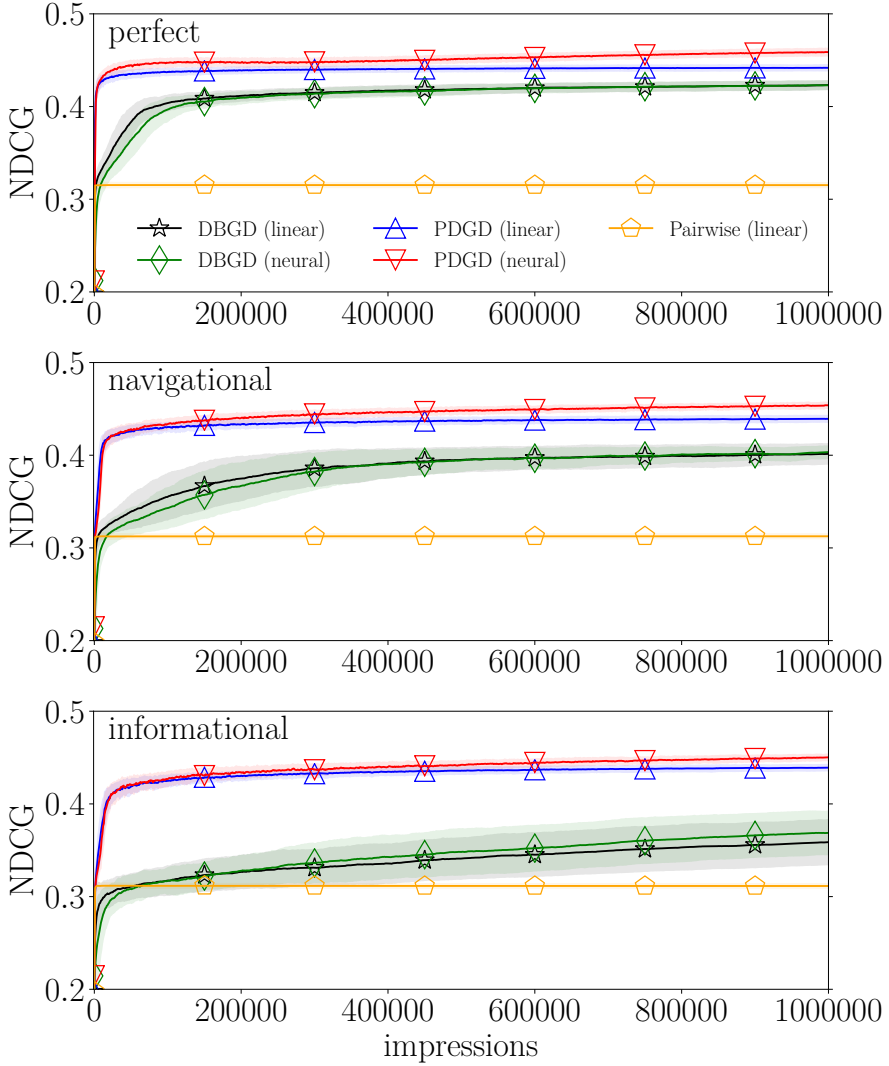 perfect
NDCG
0.5
0.4
0.3
0.2
DBGD (linear) PDGD (linear) Pairwise (linear)
DBGD (neural) PDGD (neural)
0 200000 400000 600000 800000 1000000
navigational
NDCG
0.5
0.4
0.3
0.2
0 200000 400000 600000 800000 1000000
informational
NDCG
0.5
0.4
0.3
0.2
0 200000 400000 600000 800000 1000000
impressions